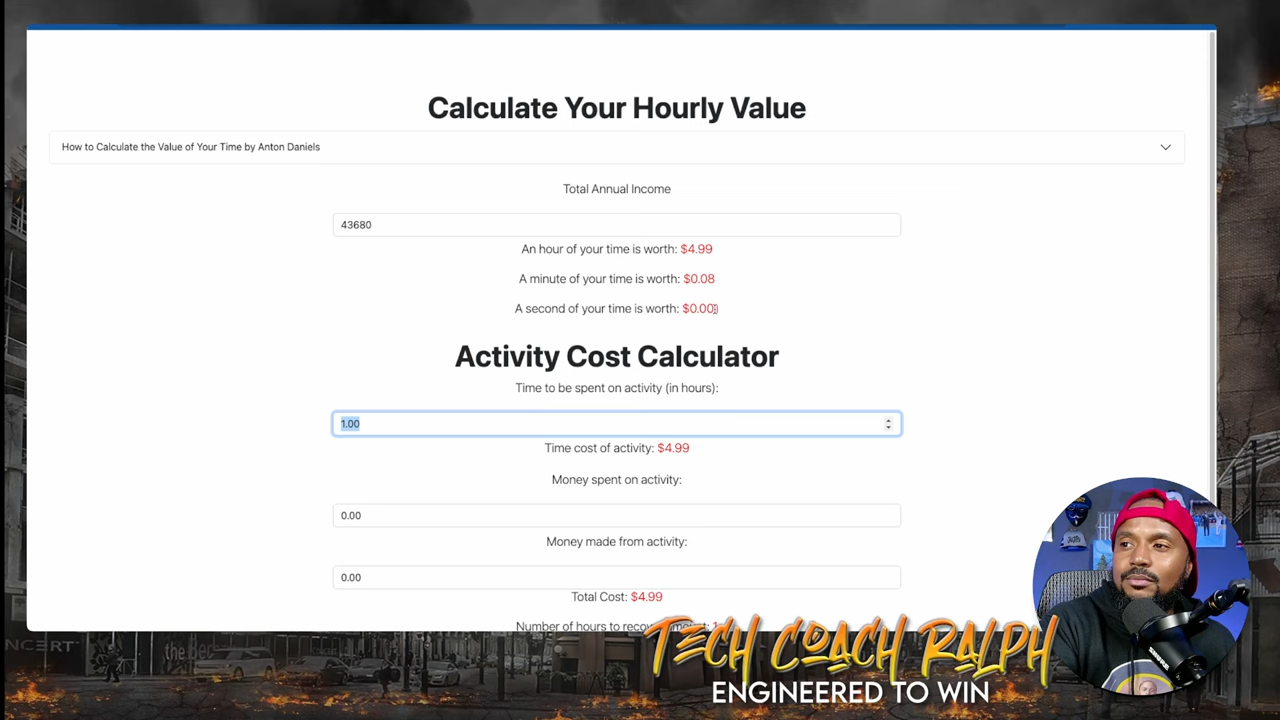 Calculate Your Hourly Value
How to Calculate the Value of Your Time by Anton Daniels
Total Annual Income
43680
An hour of your time is worth: $4.99
A minute of your time is worth: $0.08
A second of your time is worth: $0.00
Activity Cost Calculator
Time to be spent on activity (in hours):
1.00
Time cost of activity: $4.99
Money spent on activity:
0.00
Money made from activity:
0.00
Total Cost: $4.99
Number of hours to
TECH COACH RALPH
ENGINEERED TO WIN
SHURE